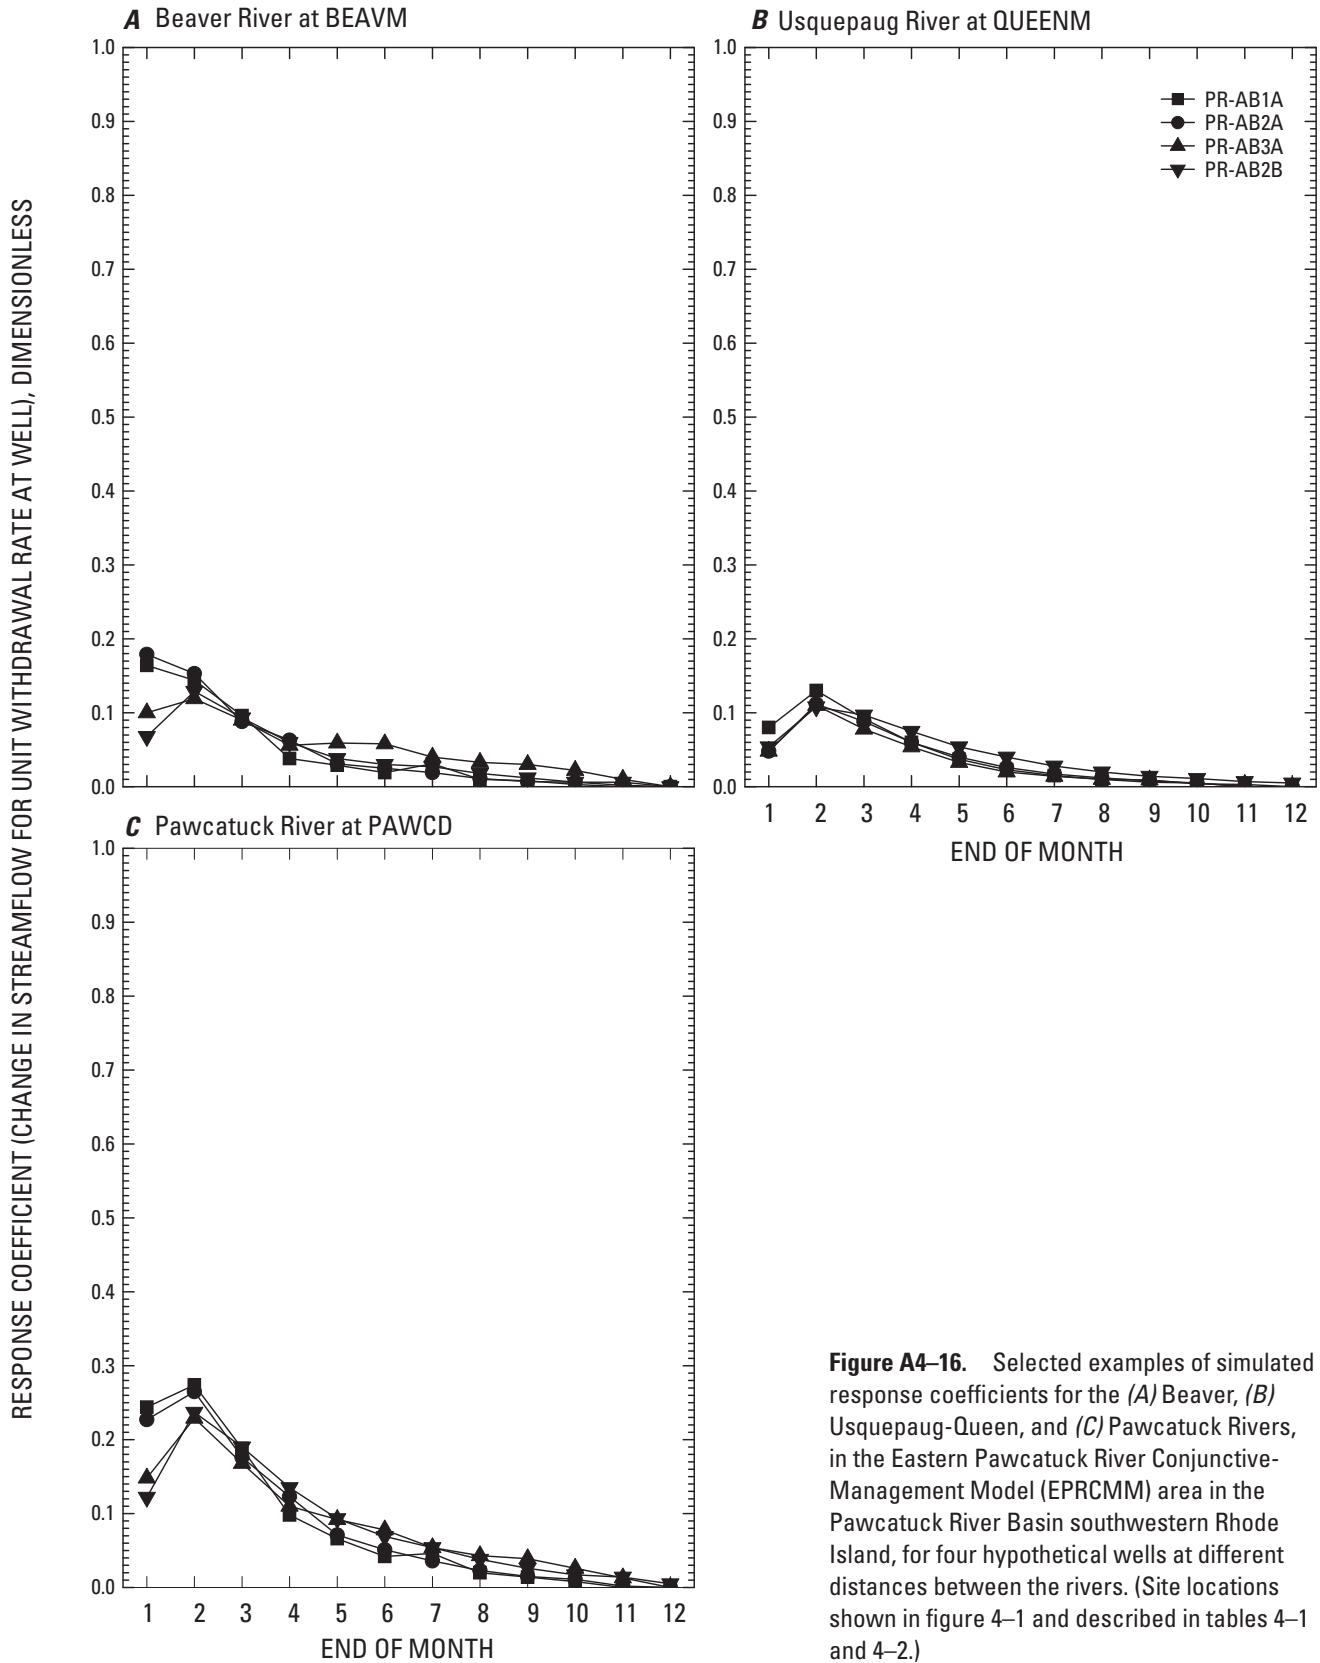 A Beaver River at BEAVM
B Usquepaug River at QUEENM
RESPONSE COEFFICIENT (CHANGE IN STREAMFLOW FOR UNIT WITHDRAWAL RATE AT WELL), DIMENSIONLESS
1.0
0.9
0.8
0.7
0.6
0.5
0.4
0.3
0.2
0.1
0.0
1.0
0.9
0.8
0.7
0.6
0.5
0.4
0.3
0.2
0.1
0.0
PR-AB1A
PR-AB2A
PR-AB3A
PR-AB2B
1 2 3 4 5 6 7 8 9 10 11 12
END OF MONTH
C Pawcatuck River at PAWCD
1.0
0.9
0.8
0.7
0.6
0.5
0.4
0.3
0.2
0.1
0.0
1 2 3 4 5 6 7 8 9 10 11 12
END OF MONTH
Figure A4–16. Selected examples of simulated
response coefficients for the (A) Beaver, (B)
Usquepaug-Queen, and (C) Pawcatuck Rivers,
in the Eastern Pawcatuck River Conjunctive-
Management Model (EPRCMM) area in the
Pawcatuck River Basin southwestern Rhode
Island, for four hypothetical wells at different
distances between the rivers. (Site locations
shown in figure 4–1 and described in tables 4–1
and 4–2.)